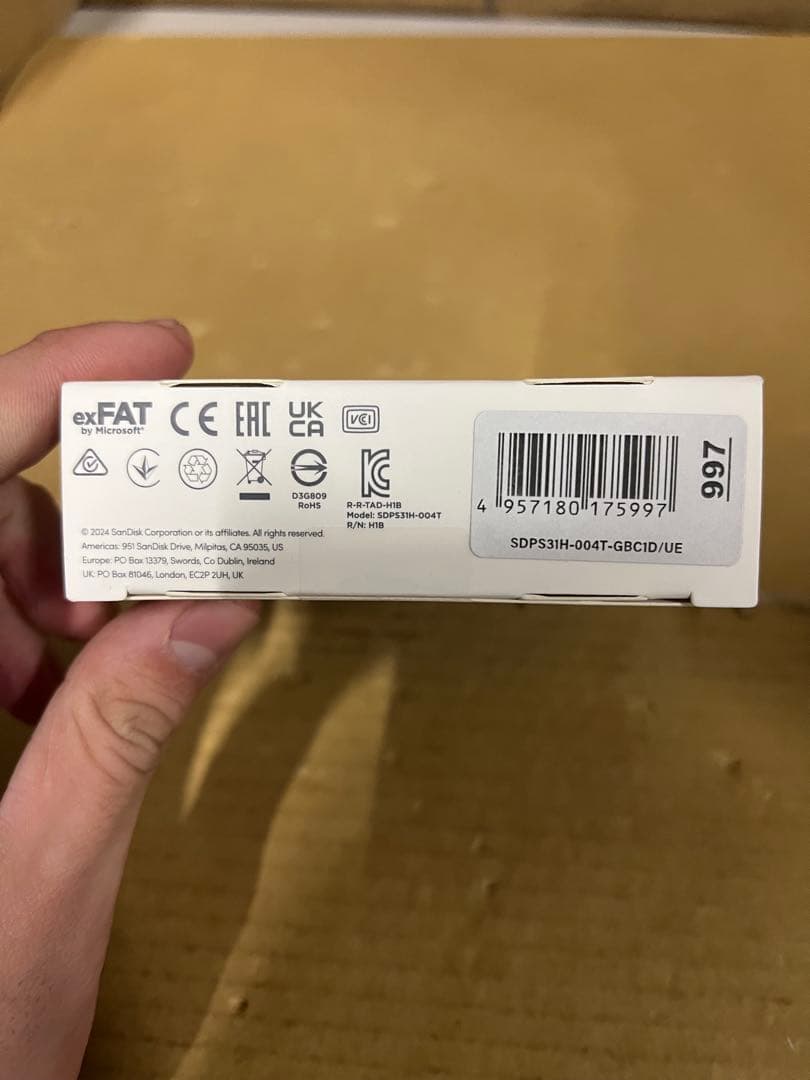 exFAT
by Microsoft®
CE
EAC
UK
CA
VCCI
D3G809
RoHS
R-R-TAD-H1B
Model: SDPS31H-004T
R/N: H1B
© 2024 SanDisk Corporation or its affiliates. All rights reserved.
Americas: 951 SanDisk Drive, Milpitas, CA 95035, US
Europe: PO Box 13379, Swords, Co Dublin, Ireland
UK: PO Box 81046, London, EC2P 2UH, UK
4 957180 175997
SDPS31H-004T-GBC1D/UE
997